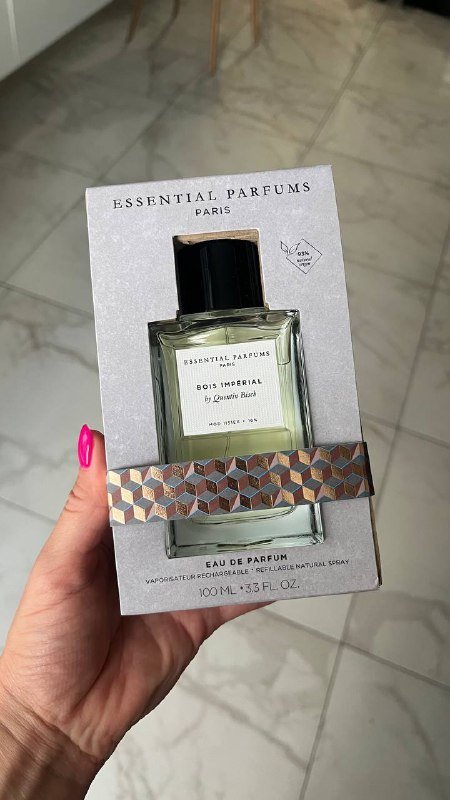 ESSENTIAL PARFUMS
PARIS
93%
ESSENTIAL PARFUMS
PARIS
BOIS IMPÉRIAL
by Quentin Bisch
EAU DE PARFUM
VAPORISATEUR RECHARGEABLE * REFILLABLE NATURAL SPRAY
100 ML * 3.3 FL. OZ.